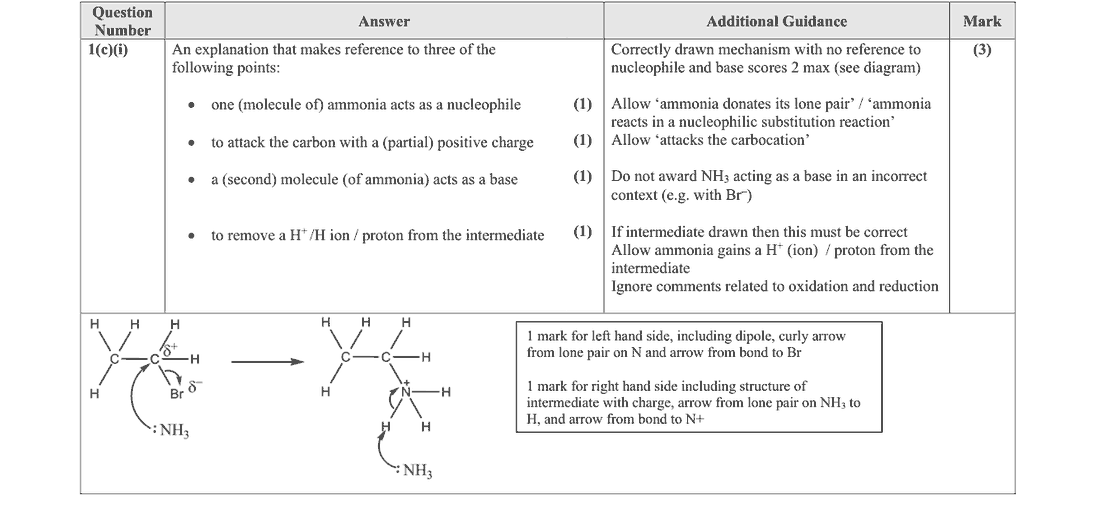 Question Number
Answer
Additional Guidance
Mark
1(c)(i)
An explanation that makes reference to three of the
following points:
• one (molecule of) ammonia acts as a nucleophile (1)
• to attack the carbon with a (partial) positive charge (1)
• a (second) molecule (of ammonia) acts as a base (1)
• to remove a H⁺/H ion / proton from the intermediate (1)
Correctly drawn mechanism with no reference to
nucleophile and base scores 2 max (see diagram)
Allow ‘ammonia donates its lone pair’ / ‘ammonia
reacts in a nucleophilic substitution reaction’
Allow ‘attacks the carbocation’
Do not award NH₃ acting as a base in an incorrect
context (e.g. with Br⁻)
If intermediate drawn then this must be correct
Allow ammonia gains a H⁺ (ion) / proton from the
intermediate
Ignore comments related to oxidation and reduction
(3)
H H H
C C δ+ H
H Br δ−
:NH₃
H H H
C C H
H N + H
H H
:NH₃
1 mark for left hand side, including dipole, curly arrow
from lone pair on N and arrow from bond to Br
1 mark for right hand side including structure of
intermediate with charge, arrow from lone pair on NH₃ to
H, and arrow from bond to N+